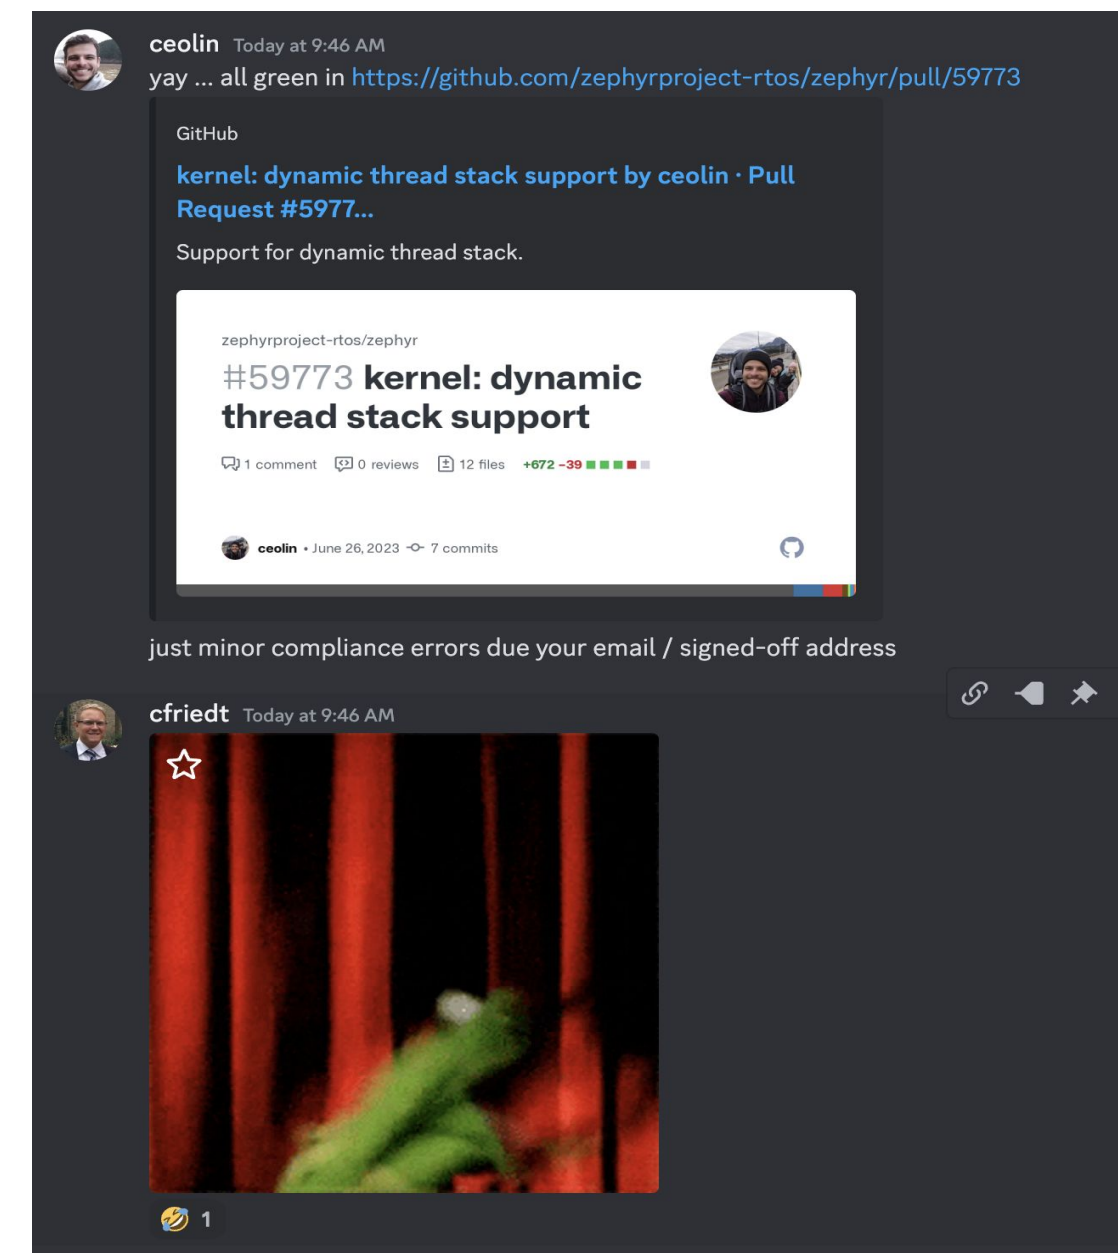 ceolin Today at 9:46 AM
yay ... all green in https://github.com/zephyrproject-rtos/zephyr/pull/59773
GitHub
kernel: dynamic thread stack support by ceolin · Pull
Request #5977...
Support for dynamic thread stack.
zephyrproject-rtos/zephyr
#59773 kernel: dynamic
thread stack support
1 comment 0 reviews 12 files +672 -39
ceolin • June 26, 2023 7 commits
just minor compliance errors due your email / signed-off address
cfriedt Today at 9:46 AM
1